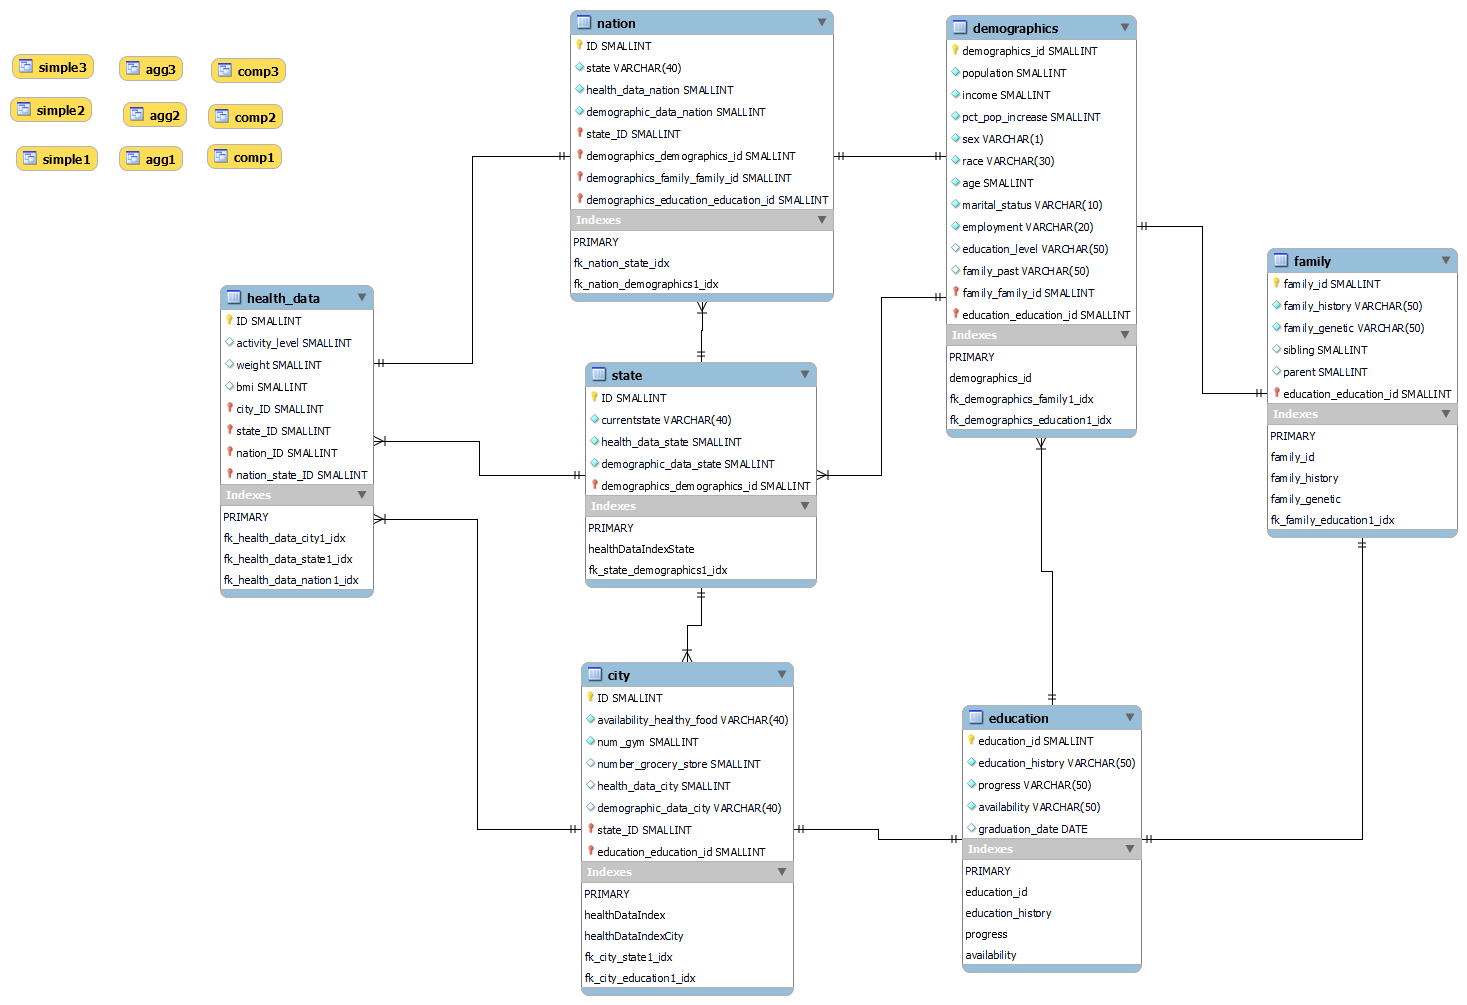 simple3
agg3
comp3
simple2
agg2
comp2
simple1
agg1
comp1
nation
ID SMALLINT
state VARCHAR(40)
health_data_nation SMALLINT
demographic_data_nation SMALLINT
state_ID SMALLINT
demographics_demographics_id SMALLINT
demographics_family_family_id SMALLINT
demographics_education_education_id SMALLINT
Indexes
PRIMARY
fk_nation_state_idx
fk_nation_demographics1_idx
demographics
demographics_id SMALLINT
population SMALLINT
income SMALLINT
pct_pop_increase SMALLINT
sex VARCHAR(1)
race VARCHAR(30)
age SMALLINT
marital_status VARCHAR(10)
employment VARCHAR(20)
education_level VARCHAR(50)
family_past VARCHAR(50)
family_family_id SMALLINT
education_education_id SMALLINT
Indexes
PRIMARY
demographics_id
fk_demographics_family1_idx
fk_demographics_education1_idx
family
family_id SMALLINT
family_history VARCHAR(50)
family_genetic VARCHAR(50)
sibling SMALLINT
parent SMALLINT
education_education_id SMALLINT
Indexes
PRIMARY
family_id
family_history
family_genetic
fk_family_education1_idx
health_data
ID SMALLINT
activity_level SMALLINT
weight SMALLINT
bmi SMALLINT
city_ID SMALLINT
state_ID SMALLINT
nation_ID SMALLINT
nation_state_ID SMALLINT
Indexes
PRIMARY
fk_health_data_city1_idx
fk_health_data_state1_idx
fk_health_data_nation1_idx
state
ID SMALLINT
currentstate VARCHAR(40)
health_data_state SMALLINT
demographic_data_state SMALLINT
demographics_demographics_id SMALLINT
Indexes
PRIMARY
healthDataIndexState
fk_state_demographics1_idx
city
ID SMALLINT
availability_healthy_food VARCHAR(40)
num_gym SMALLINT
number_grocery_store SMALLINT
health_data_city SMALLINT
demographic_data_city VARCHAR(40)
state_ID SMALLINT
education_education_id SMALLINT
Indexes
PRIMARY
healthDataIndex
healthDataIndexCity
fk_city_state1_idx
fk_city_education1_idx
education
education_id SMALLINT
education_history VARCHAR(50)
progress VARCHAR(50)
availability VARCHAR(50)
graduation_date DATE
Indexes
PRIMARY
education_id
education_history
progress
availability